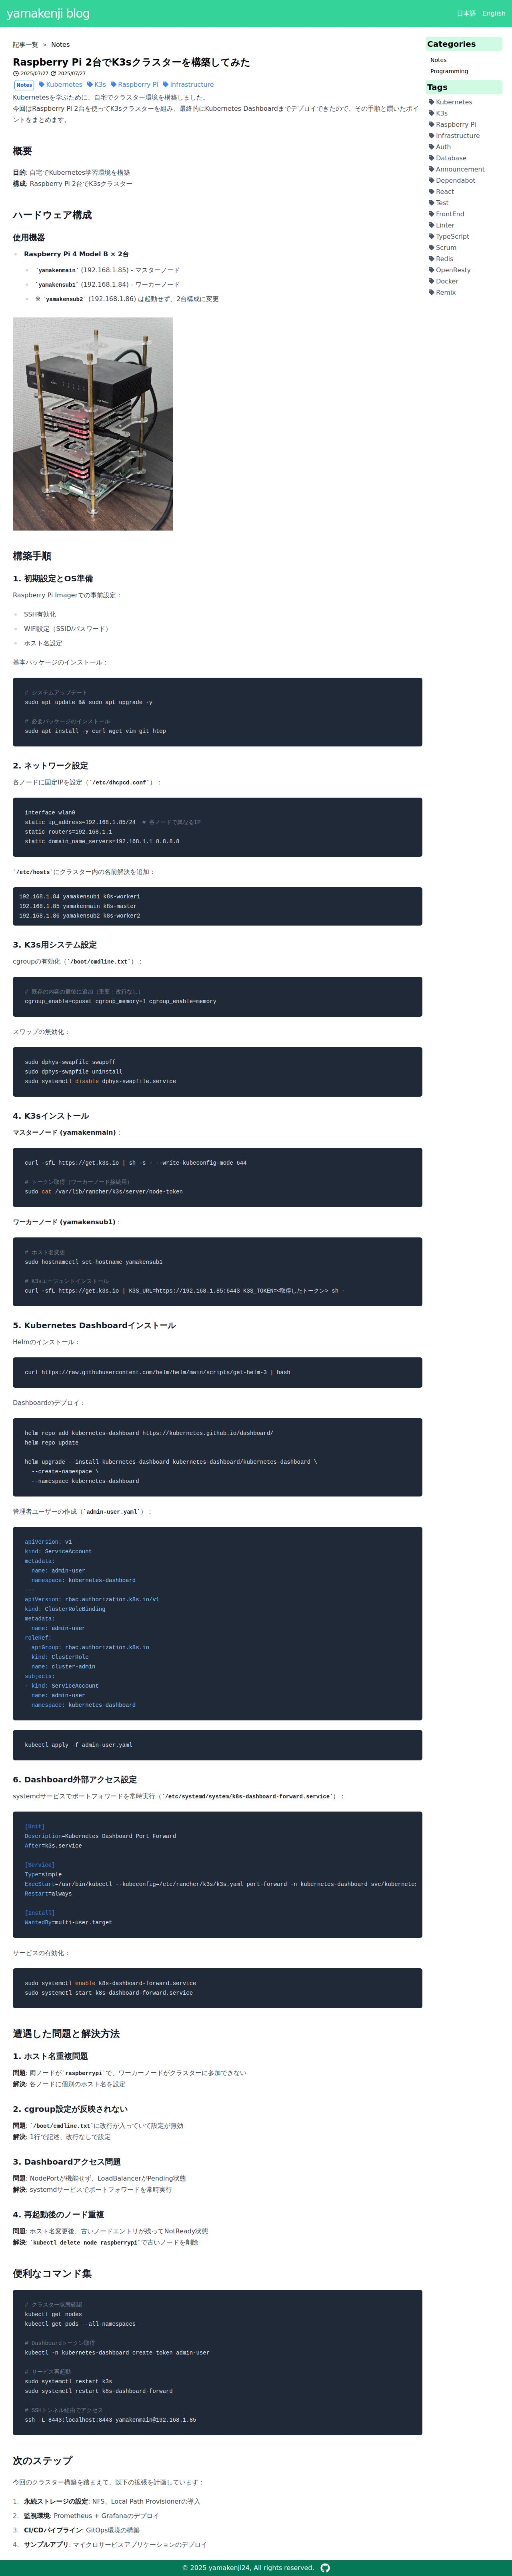 yamakenji blog
日本語 English
記事一覧 > Notes
Raspberry Pi 2台でK3sクラスターを構築してみた
2025/07/27 2025/07/27
Notes Kubernetes K3s Raspberry Pi Infrastructure
Kubernetesを学ぶために、自宅でクラスター環境を構築しました。
今回はRaspberry Pi 2台を使ってK3sクラスターを組み、最終的にKubernetes Dashboardまでデプロイできたので、その手順と躓いたポイ
ントをまとめます。
概要
目的: 自宅でKubernetes学習環境を構築
構成: Raspberry Pi 2台でK3sクラスター
ハードウェア構成
使用機器
Raspberry Pi 4 Model B × 2台
`yamakenmain` (192.168.1.85) - マスターノード
`yamakensub1` (192.168.1.84) - ワーカーノード
※ `yamakensub2` (192.168.1.86) は起動せず、2台構成に変更
構築手順
1. 初期設定とOS準備
Raspberry Pi Imagerでの事前設定：
SSH有効化
WiFi設定（SSID/パスワード）
ホスト名設定
基本パッケージのインストール：
# システムアップデート
sudo apt update && sudo apt upgrade -y
# 必要パッケージのインストール
sudo apt install -y curl wget vim git htop
2. ネットワーク設定
各ノードに固定IPを設定（`/etc/dhcpcd.conf`）：
interface wlan0
static ip_address=192.168.1.85/24  # 各ノードで異なるIP
static routers=192.168.1.1
static domain_name_servers=192.168.1.1 8.8.8.8
`/etc/hosts`にクラスター内の名前解決を追加：
192.168.1.84 yamakensub1 k8s-worker1
192.168.1.85 yamakenmain k8s-master
192.168.1.86 yamakensub2 k8s-worker2
3. K3s用システム設定
cgroupの有効化（`/boot/cmdline.txt`）：
# 既存の内容の最後に追加（重要：改行なし）
cgroup_enable=cpuset cgroup_memory=1 cgroup_enable=memory
スワップの無効化：
sudo dphys-swapfile swapoff
sudo dphys-swapfile uninstall
sudo systemctl disable dphys-swapfile.service
4. K3sインストール
マスターノード (yamakenmain)：
curl -sfL https://get.k3s.io | sh -s - --write-kubeconfig-mode 644
# トークン取得（ワーカーノード接続用）
sudo cat /var/lib/rancher/k3s/server/node-token
ワーカーノード (yamakensub1)：
# ホスト名変更
sudo hostnamectl set-hostname yamakensub1
# K3sエージェントインストール
curl -sfL https://get.k3s.io | K3S_URL=https://192.168.1.85:6443 K3S_TOKEN=<取得したトークン> sh -
5. Kubernetes Dashboardインストール
Helmのインストール：
curl https://raw.githubusercontent.com/helm/helm/main/scripts/get-helm-3 | bash
Dashboardのデプロイ：
helm repo add kubernetes-dashboard https://kubernetes.github.io/dashboard/
helm repo update
helm upgrade --install kubernetes-dashboard kubernetes-dashboard/kubernetes-dashboard \
--create-namespace \
--namespace kubernetes-dashboard
管理者ユーザーの作成（`admin-user.yaml`）：
apiVersion: v1
kind: ServiceAccount
metadata:
name: admin-user
namespace: kubernetes-dashboard
---
apiVersion: rbac.authorization.k8s.io/v1
kind: ClusterRoleBinding
metadata:
name: admin-user
roleRef:
apiGroup: rbac.authorization.k8s.io
kind: ClusterRole
name: cluster-admin
subjects:
- kind: ServiceAccount
name: admin-user
namespace: kubernetes-dashboard
kubectl apply -f admin-user.yaml
6. Dashboard外部アクセス設定
systemdサービスでポートフォワードを常時実行（`/etc/systemd/system/k8s-dashboard-forward.service`）：
[Unit]
Description=Kubernetes Dashboard Port Forward
After=k3s.service
[Service]
Type=simple
ExecStart=/usr/bin/kubectl --kubeconfig=/etc/rancher/k3s/k3s.yaml port-forward -n kubernetes-dashboard svc/kubernetes
Restart=always
[Install]
WantedBy=multi-user.target
サービスの有効化：
sudo systemctl enable k8s-dashboard-forward.service
sudo systemctl start k8s-dashboard-forward.service
遭遇した問題と解決方法
1. ホスト名重複問題
問題: 両ノードが`raspberrypi`で、ワーカーノードがクラスターに参加できない
解決: 各ノードに個別のホスト名を設定
2. cgroup設定が反映されない
問題: `/boot/cmdline.txt`に改行が入っていて設定が無効
解決: 1行で記述、改行なしで設定
3. Dashboardアクセス問題
問題: NodePortが機能せず、LoadBalancerがPending状態
解決: systemdサービスでポートフォワードを常時実行
4. 再起動後のノード重複
問題: ホスト名変更後、古いノードエントリが残ってNotReady状態
解決: `kubectl delete node raspberrypi`で古いノードを削除
便利なコマンド集
# クラスター状態確認
kubectl get nodes
kubectl get pods --all-namespaces
# Dashboardトークン取得
kubectl -n kubernetes-dashboard create token admin-user
# サービス再起動
sudo systemctl restart k3s
sudo systemctl restart k8s-dashboard-forward
# SSHトンネル経由でアクセス
ssh -L 8443:localhost:8443 yamakenmain@192.168.1.85
次のステップ
今回のクラスター構築を踏まえて、以下の拡張を計画しています：
1. 永続ストレージの設定: NFS、Local Path Provisionerの導入
2. 監視環境: Prometheus + Grafanaのデプロイ
3. CI/CDパイプライン: GitOps環境の構築
4. サンプルアプリ: マイクロサービスアプリケーションのデプロイ
Categories
Notes
Programming
Tags
Kubernetes
K3s
Raspberry Pi
Infrastructure
Auth
Database
Announcement
Dependabot
React
Test
FrontEnd
Linter
TypeScript
Scrum
Redis
OpenResty
Docker
Remix
© 2025 yamakenji24, All rights reserved.